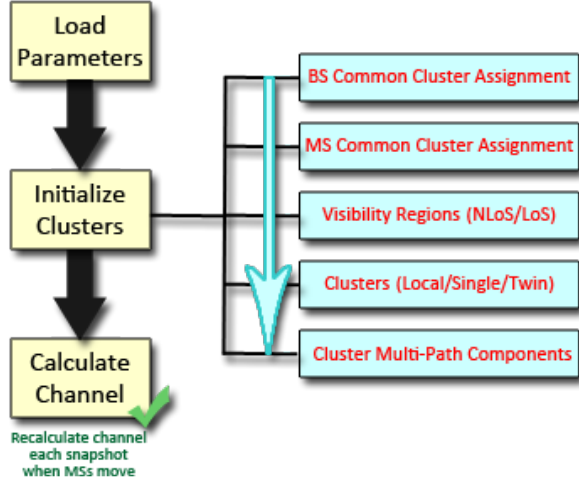 Load
Parameters
Initialize
Clusters
Calculate
Channel
Recalculate channel
each snapshot
when MSs move
BS Common Cluster Assignment
MS Common Cluster Assignment
Visibility Regions (NLoS/LoS)
Clusters (Local/Single/Twin)
Cluster Multi-Path Components